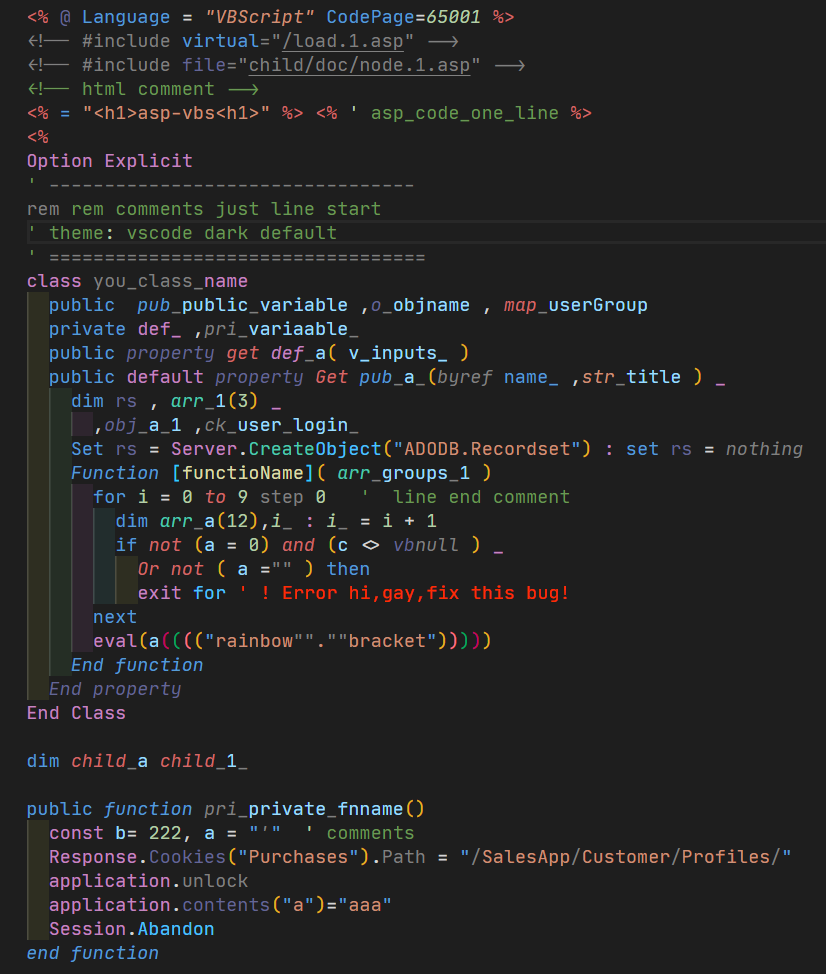 <% @ Language = "VBScript" CodePage=65001 %>
<!-- #include virtual="/load.1.asp" -->
<!-- #include file="child/doc/node.1.asp" -->
<!-- html comment -->
<% = "<h1>asp-vbs<h1>" %> <% ' asp_code_one_line %>
<%
Option Explicit
' ---------------------------------
rem rem comments just line start
' theme: vscode dark default
' ==================================
class you_class_name
  public  pub_public_variable ,o_objname , map_userGroup
  private def_ ,pri_variaable_
  public property get def_a( v_inputs_ )
  public default property Get pub_a_(byref name_ ,str_title ) _
    dim rs , arr_1(3) _
      ,obj_a_1 ,ck_user_login_
    Set rs = Server.CreateObject("ADODB.Recordset") : set rs = nothing
    Function [functioName]( arr_groups_1 )
      for i = 0 to 9 step 0   '  line end comment
        dim arr_a(12),i_ : i_ = i + 1
        if not (a = 0) and (c <> vbnull ) _
          Or not ( a ="" ) then
          exit for ' ! Error hi,gay,fix this bug!
      next
      eval(a(((("rainbow"".""bracket")))))
    End function
  End property
End Class

dim child_a child_1_

public function pri_private_fnname()
  const b= 222, a = "'"  ' comments
  Response.Cookies("Purchases").Path = "/SalesApp/Customer/Profiles/"
  application.unlock
  application.contents("a")="aaa"
  Session.Abandon
end function